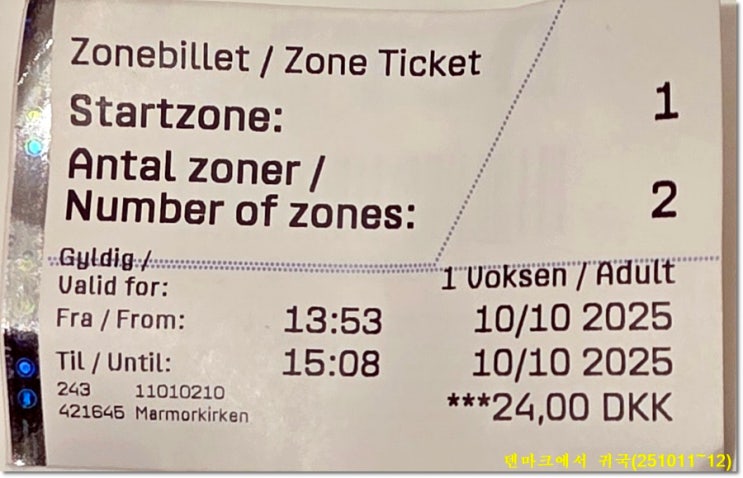 Zonebillet / Zone Ticket
Startzone: 1
Antal zoner /
Number of zones: 2
Gyldig /
Valid for: 1 Voksen / Adult
Fra / From: 13:53 10/10 2025
Til / Until: 15:08 10/10 2025
243 11010210
421645 Marmorkirken
***24,00 DKK
덴마크에서 귀국(251011~12)